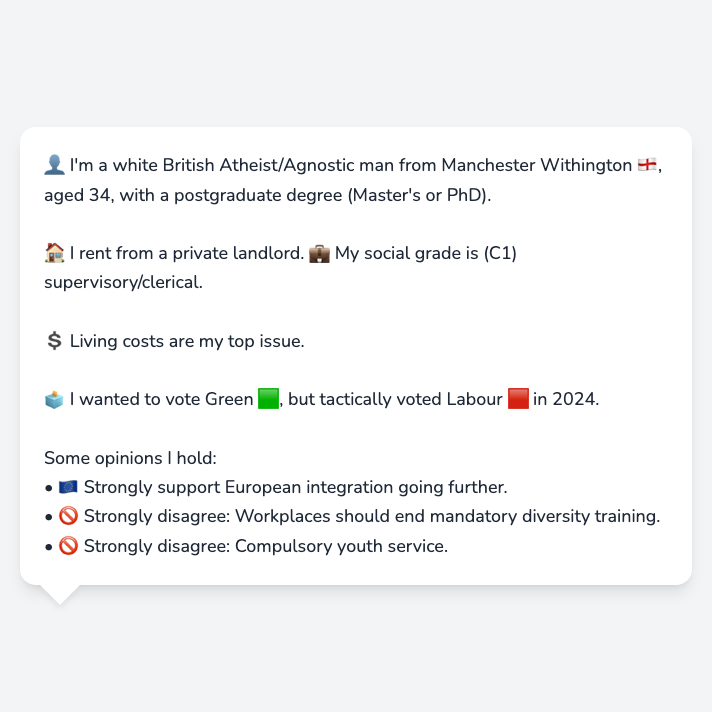 👤 I'm a white British Atheist/Agnostic man from Manchester Withington 🏴󠁧󠁢󠁥󠁮󠁧󠁿,
aged 34, with a postgraduate degree (Master's or PhD).
🏠 I rent from a private landlord. 💼 My social grade is (C1)
supervisory/clerical.
💲 Living costs are my top issue.
🗳️ I wanted to vote Green 🟩, but tactically voted Labour 🟥 in 2024.
Some opinions I hold:
• 🇪🇺 Strongly support European integration going further.
• 🚫 Strongly disagree: Workplaces should end mandatory diversity training.
• 🚫 Strongly disagree: Compulsory youth service.